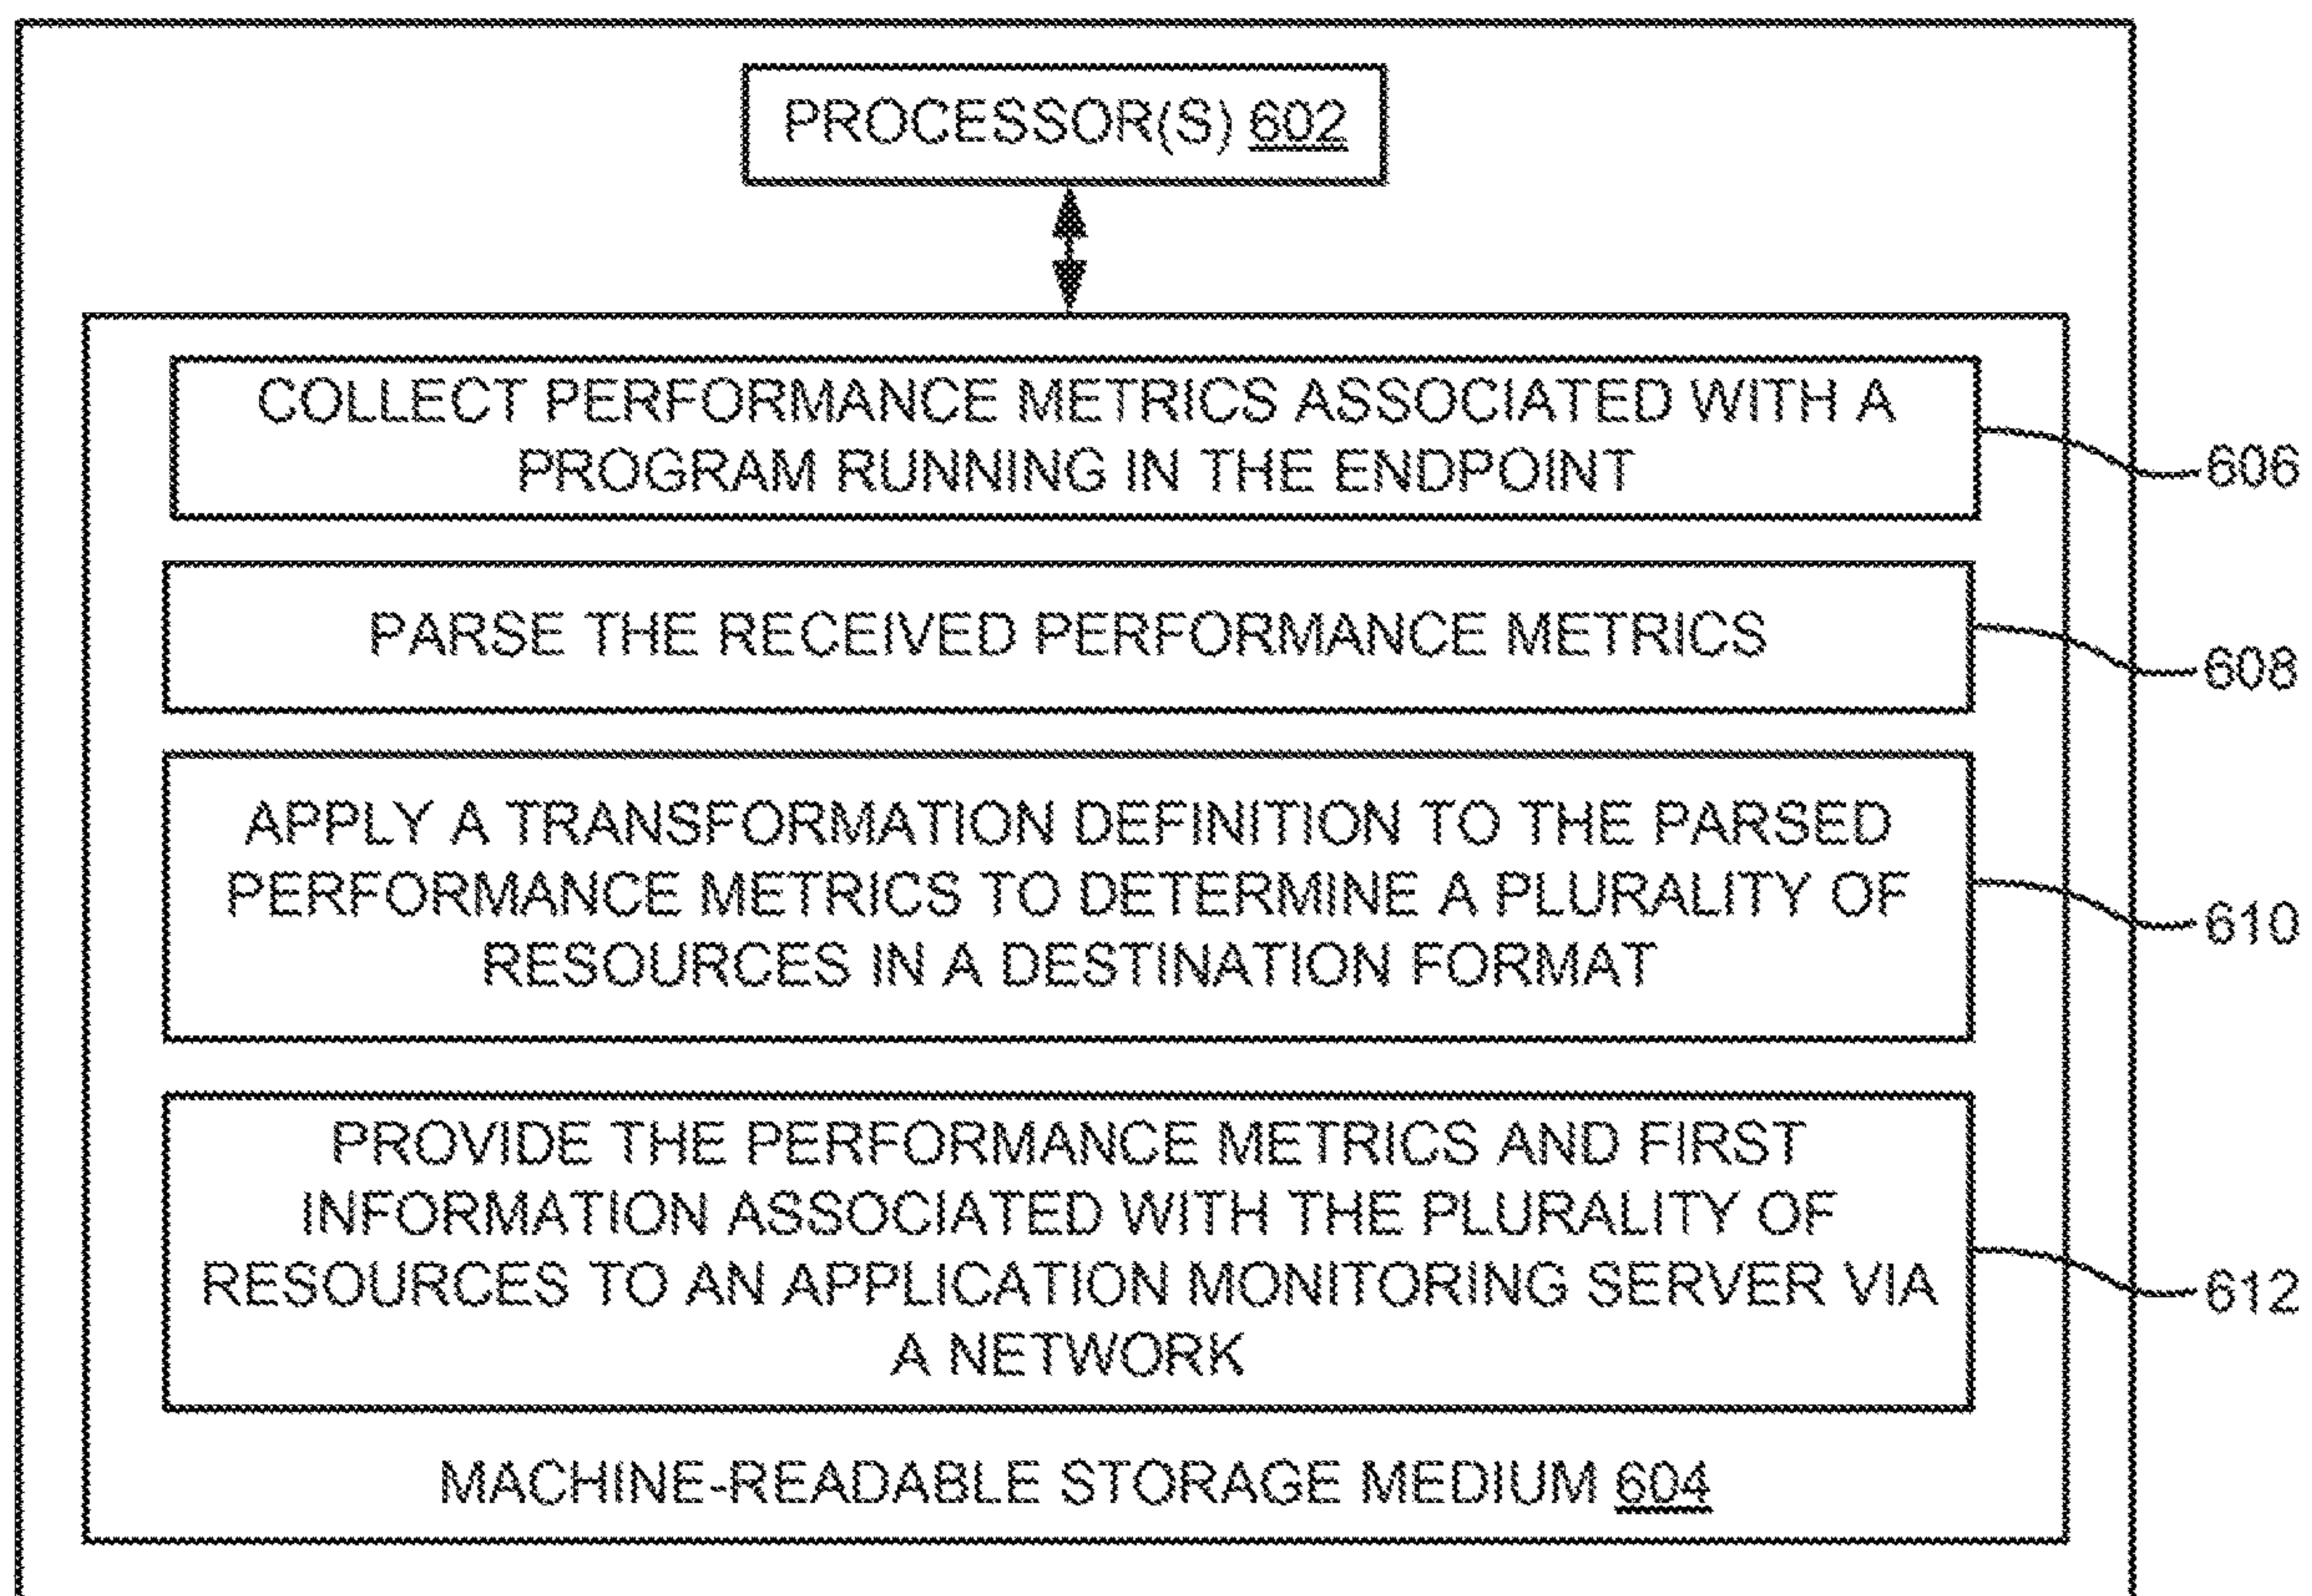 PROCESSOR(S) 602
COLLECT PERFORMANCE METRICS ASSOCIATED WITH A
PROGRAM RUNNING IN THE ENDPOINT
606
PARSE THE RECEIVED PERFORMANCE METRICS
608
APPLY A TRANSFORMATION DEFINITION TO THE PARSED
PERFORMANCE METRICS TO DETERMINE A PLURALITY OF
RESOURCES IN A DESTINATION FORMAT
610
PROVIDE THE PERFORMANCE METRICS AND FIRST
INFORMATION ASSOCIATED WITH THE PLURALITY OF
RESOURCES TO AN APPLICATION MONITORING SERVER VIA
A NETWORK
612
MACHINE-READABLE STORAGE MEDIUM 604